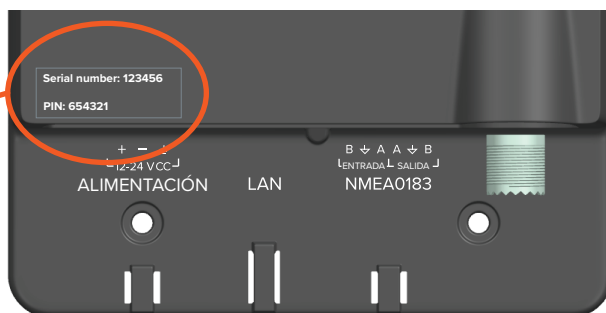 Serial number: 123456
PIN: 654321
+ –
12-24 VCC
ALIMENTACIÓN
LAN
B A A B
ENTRADA SALIDA
NMEA0183